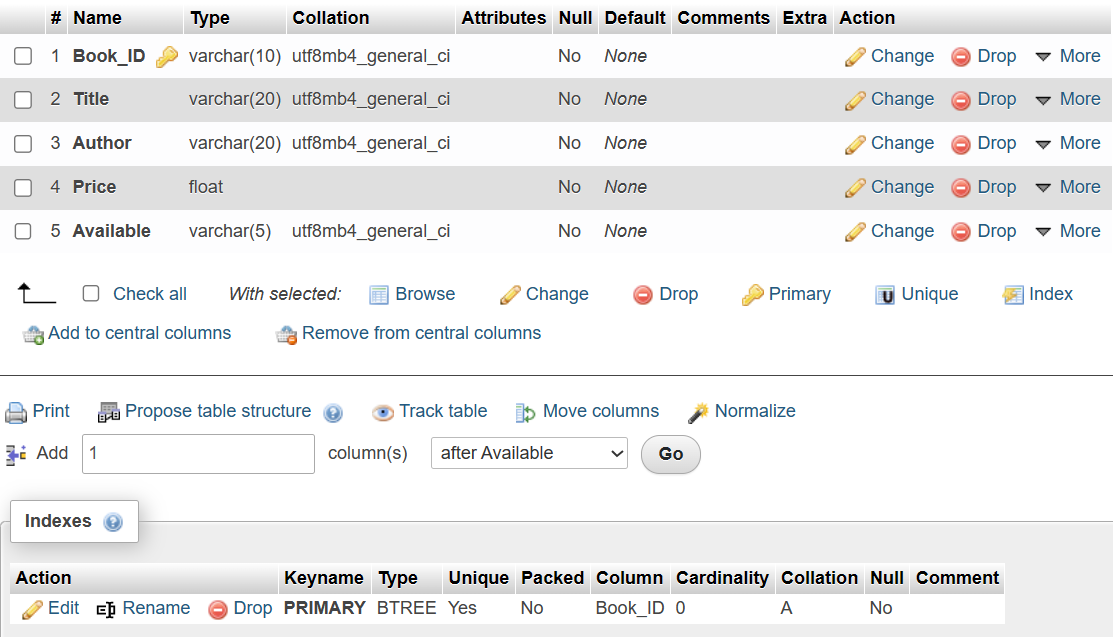 # Name Type Collation Attributes Null Default Comments Extra Action
1 Book_ID varchar(10) utf8mb4_general_ci No None Change Drop More
2 Title varchar(20) utf8mb4_general_ci No None Change Drop More
3 Author varchar(20) utf8mb4_general_ci No None Change Drop More
4 Price float No None Change Drop More
5 Available varchar(5) utf8mb4_general_ci No None Change Drop More
Check all With selected: Browse Change Drop Primary Unique Index
Add to central columns Remove from central columns
Print Propose table structure Track table Move columns Normalize
Add 1 column(s) after Available Go
Indexes
Action Keyname Type Unique Packed Column Cardinality Collation Null Comment
Edit Rename Drop PRIMARY BTREE Yes No Book_ID 0 A No